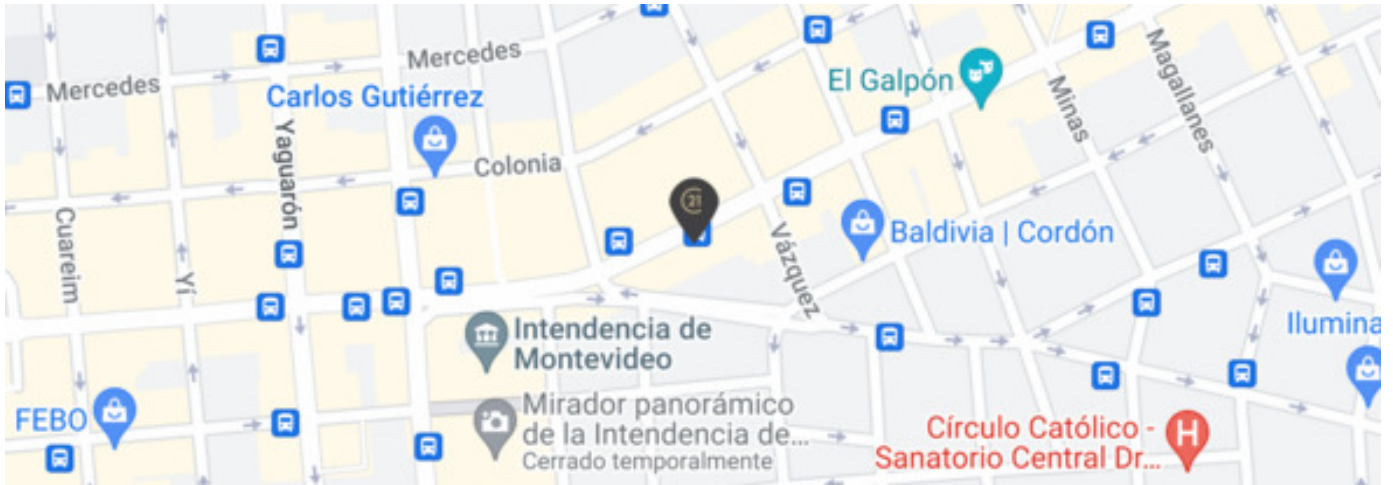 Mercedes
Mercedes
Carlos Gutiérrez
El Galpón
Magallanes
Minas
Yaguarón
Colonia
21
Cuareim
Yí
Vázquez
Baldivia | Cordón
Intendencia de
Montevideo
Ilumina
FEBO
Mirador panorámico
de la Intendencia de...
Cerrado temporalmente
Círculo Católico -
Sanatorio Central Dr...
H